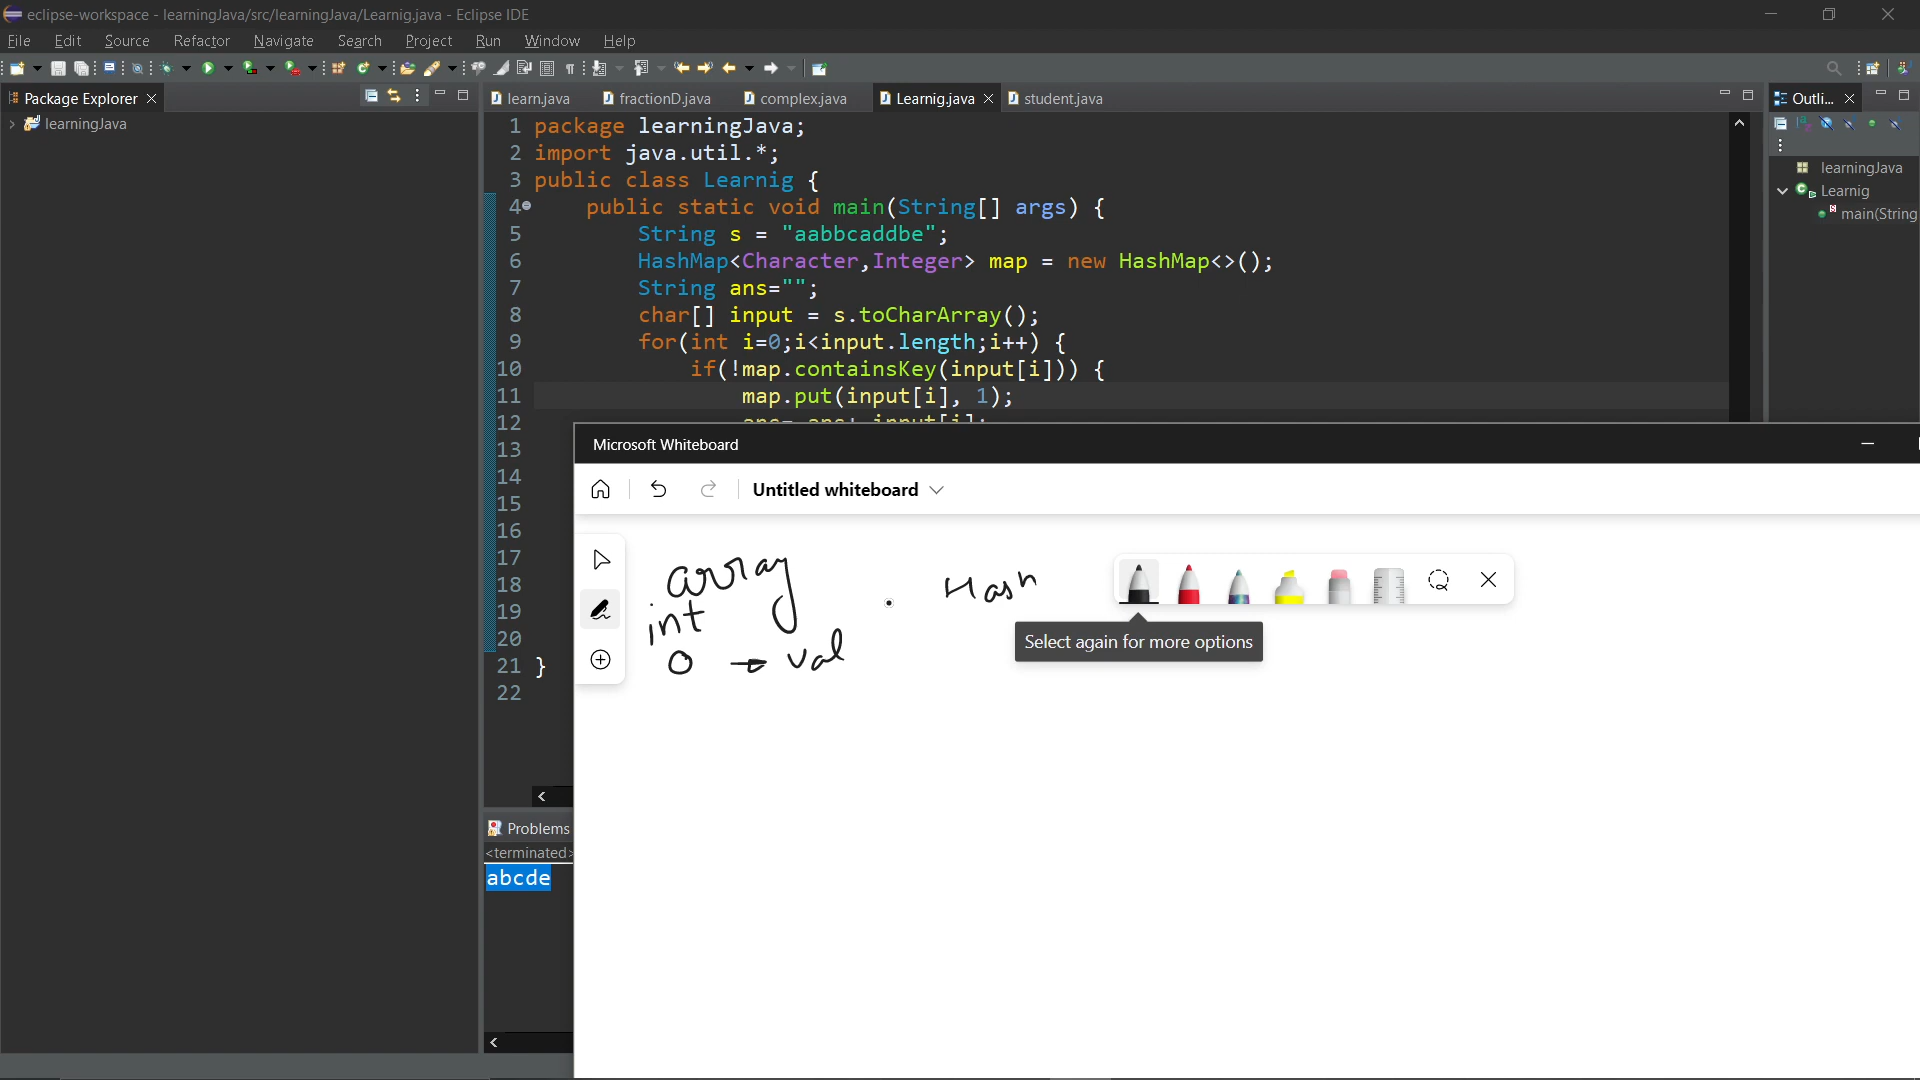 eclipse-workspace - learningJava/src/learningJava/Learnig.java - Eclipse IDE
File Edit Source Refactor Navigate Search Project Run Window Help
Package Explorer learn.java fractionD.java complex.java Learnig.java student.java Outli...
learningJava
1 package learningJava;
2 import java.util.*;
3 public class Learnig {
4 public static void main(String[] args) {
5 String s = "aabbcaddbe";
6 HashMap<Character,Integer> map = new HashMap<>();
7 String ans="";
8 char[] input = s.toCharArray();
9 for(int i=0;i<input.length;i++) {
10 if(!map.containsKey(input[i])) {
11 map.put(input[i], 1);
12
13
14
15
16
17
18
19
20
21 }
22
learningJava
Learnig
main(String
Microsoft Whiteboard
Untitled whiteboard
array
Hash
int
0 → val
Select again for more options
Problems
<terminated>
abcde